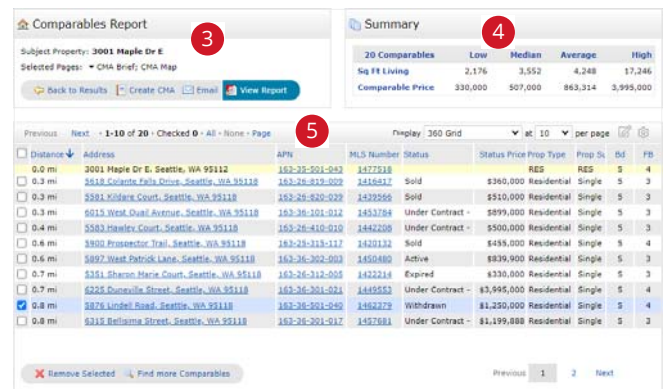 Comparables Report
3
Subject Property: 3001 Maple Dr E
Selected Pages: CMA Brief; CMA Map
Back to Results Create CMA Email View Report
Summary
4
20 Comparables Low Median Average High
Sq Ft Living 2,176 3,552 4,248 17,246
Comparable Price 330,000 507,000 863,314 3,995,000
Previous Next 1-10 of 20 Checked 0 All None Page
5
Display 360 Grid at 10 per page
Distance Address APN MLS Number Status Status Price Prop Type Prop Su Bd FB
0.0 mi 3001 Maple Dr E. Seattle, WA 95112 163-35-501-043 1477518 RES RES 5 4
0.3 mi 5618 Colante Falls Drive, Seattle, WA 95118 163-26-819-009 1416417 Sold $360,000 Residential Single 5 3
0.3 mi 5581 Kildare Court, Seattle, WA 95118 163-26-820-039 1439566 Sold $510,000 Residential Single 5 3
0.3 mi 6015 West Quail Avenue, Seattle, WA 95118 163-36-101-012 1453784 Under Contract - $899,000 Residential Single 5 3
0.4 mi 5583 Hawley Court, Seattle, WA 95118 163-26-410-010 1442206 Under Contract - $500,000 Residential Single 5 3
0.6 mi 5900 Prospector Trail, Seattle, WA 95118 163-25-315-117 1420132 Sold $455,000 Residential Single 5 4
0.6 mi 5897 West Patrick Lane, Seattle, WA 95118 163-36-302-003 1450480 Active $839,900 Residential Single 5 3
0.7 mi 5351 Sharon Marie Court, Seattle, WA 95118 163-26-312-005 1422214 Expired $330,000 Residential Single 5 3
0.7 mi 6225 Duneville Street, Seattle, WA 95118 163-36-301-021 1449553 Under Contract - $3,995,000 Residential Single 5 4
0.8 mi 5876 Lindell Road, Seattle, WA 95118 163-36-501-040 1462379 Withdrawn $1,250,000 Residential Single 5 4
0.8 mi 6315 Bellsima Street, Seattle, WA 95118 163-36-301-017 1457681 Under Contract - $1,199,888 Residential Single 5 3
Remove Selected Find more Comparables
Previous 1 2 Next